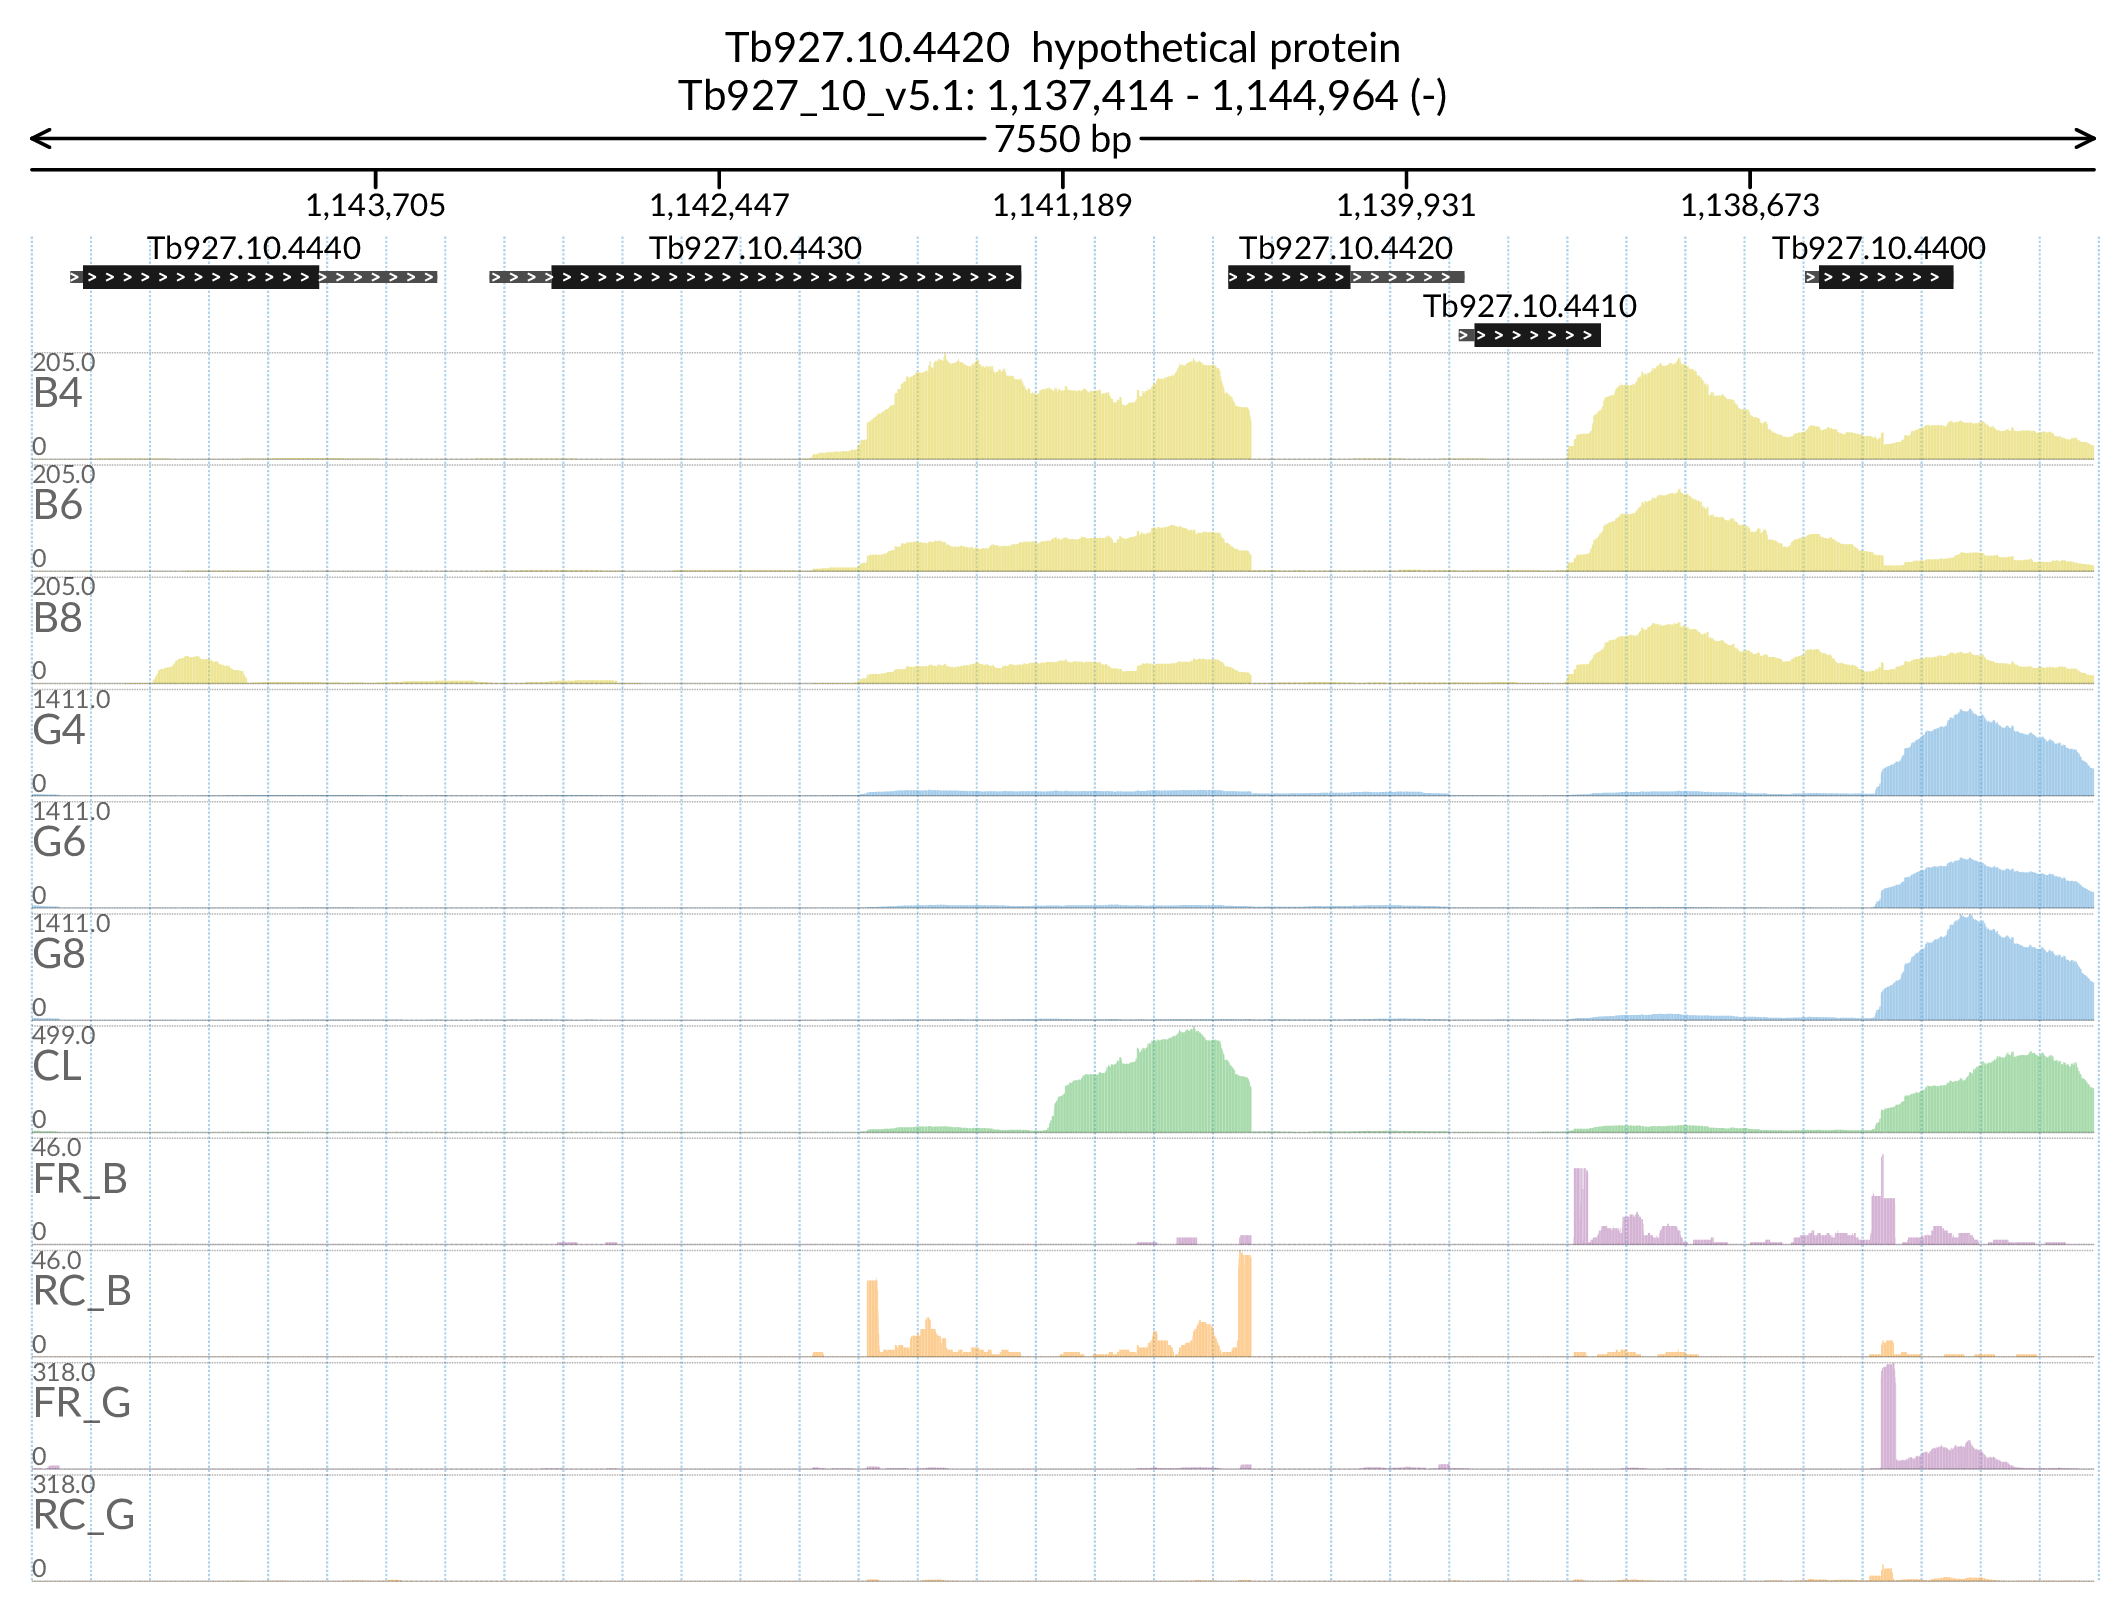 Tb927.10.4420  hypothetical protein
Tb927_10_v5.1: 1,137,414 - 1,144,964 (-)
7550 bp
1,143,705 1,142,447 1,141,189 1,139,931 1,138,673
Tb927.10.4440 Tb927.10.4430 Tb927.10.4420 Tb927.10.4400
Tb927.10.4410
205.0
B4
0
205.0
B6
0
205.0
B8
0
1411.0
G4
0
1411.0
G6
0
1411.0
G8
0
499.0
CL
0
46.0
FR_B
0
46.0
RC_B
0
318.0
FR_G
0
318.0
RC_G
0